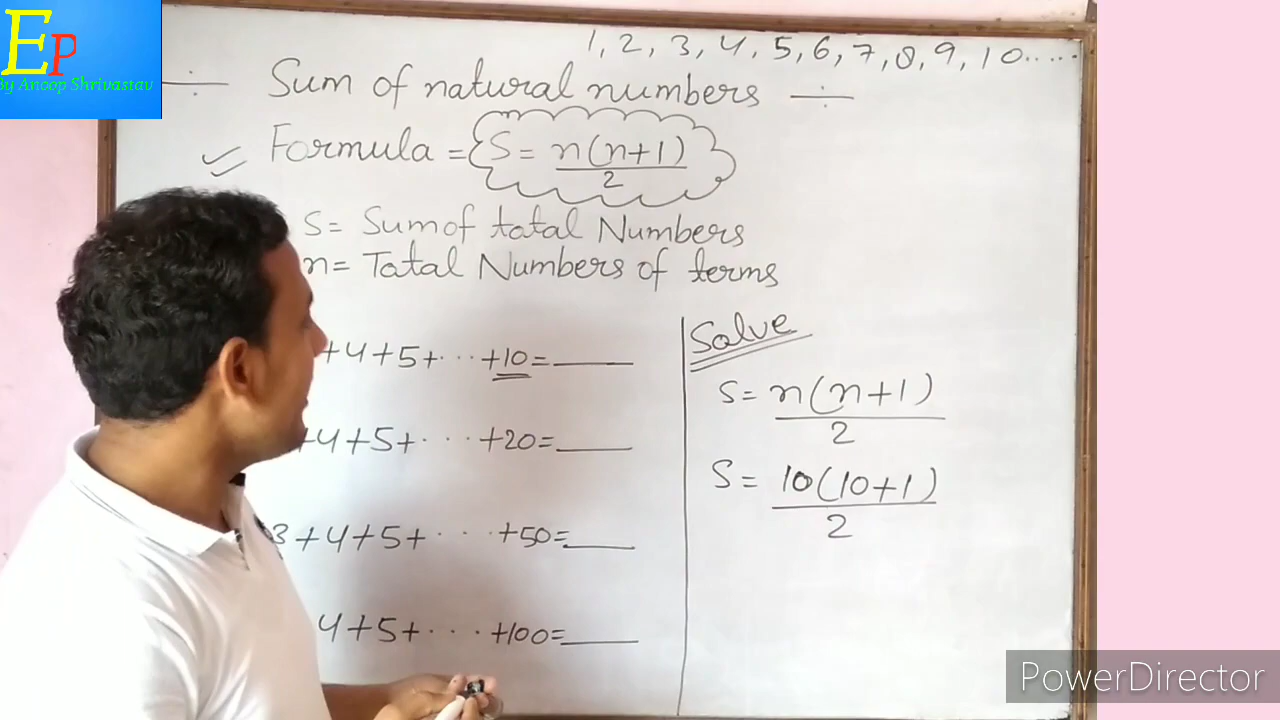 EP
By Anoop Shrivastav
1, 2, 3, 4, 5, 6, 7, 8, 9, 10.....
÷ Sum of natural numbers ÷
Formula = S = n(n+1)
2
S = Sum of total Numbers
n = Tatal Numbers of terms
+4+5+...+10=____
+4+5+...+20=____
3+4+5+...+50=____
4+5+...+100=____
Solve
S = n(n+1)
2
S = 10(10+1)
2
PowerDirector